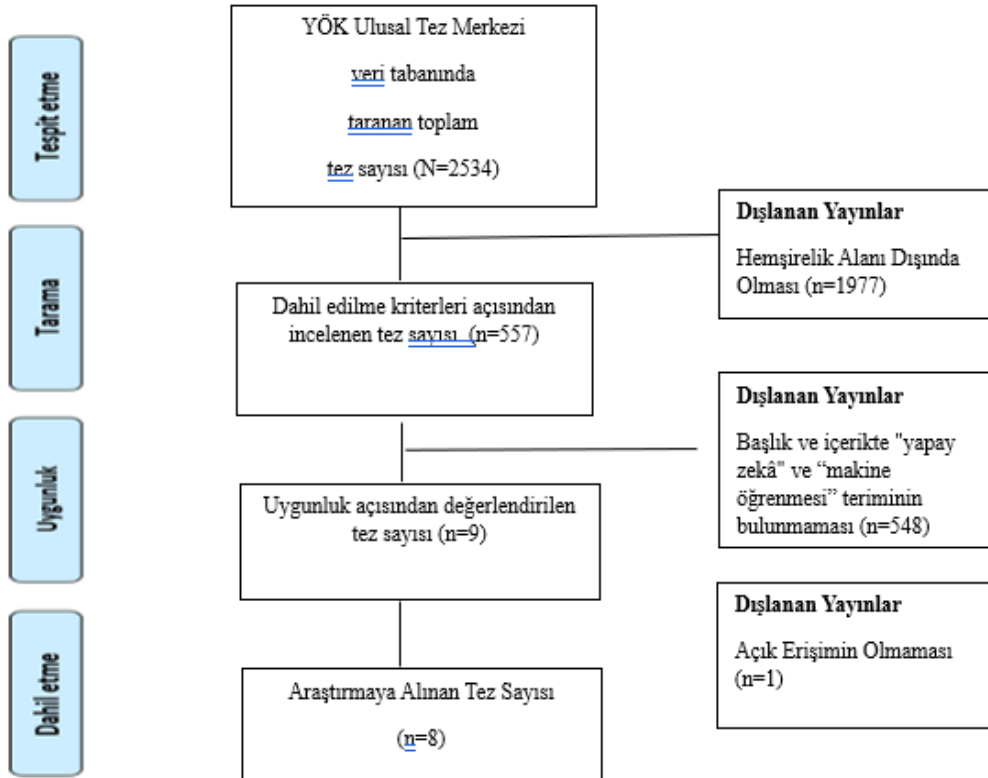 Tespit etme
YÖK Ulusal Tez Merkezi
veri tabanında
taranan toplam
tez sayısı (N=2534)
Dışlanan Yayınlar
Hemşirelik Alanı Dışında
Olması (n=1977)
Tarama
Dahil edilme kriterleri açısından
incelenen tez sayısı (n=557)
Dışlanan Yayınlar
Başlık ve içerikte "yapay
zekâ" ve “makine
öğrenmesi” teriminin
bulunmaması (n=548)
Uygunluk
Uygunluk açısından değerlendirilen
tez sayısı (n=9)
Dışlanan Yayınlar
Açık Erişimin Olmaması
(n=1)
Dahil etme
Araştırmaya Alınan Tez Sayısı
(n=8)